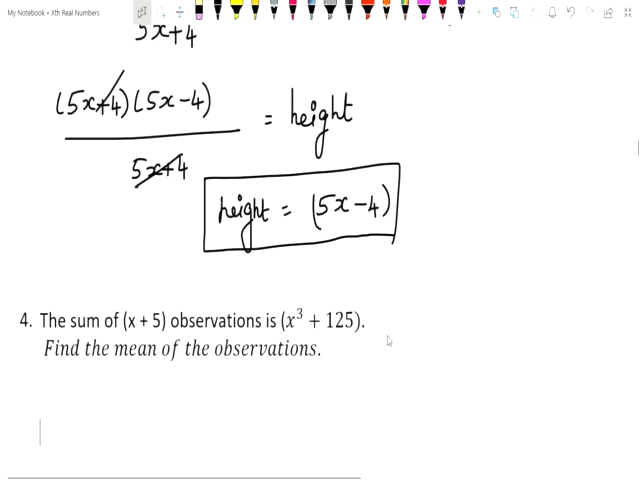 My Notebook » Xth Real Numbers
5x+4
(5x+4)(5x-4) = height
5x+4
height = (5x-4)
4. The sum of (x + 5) observations is (x³ + 125).
Find the mean of the observations.